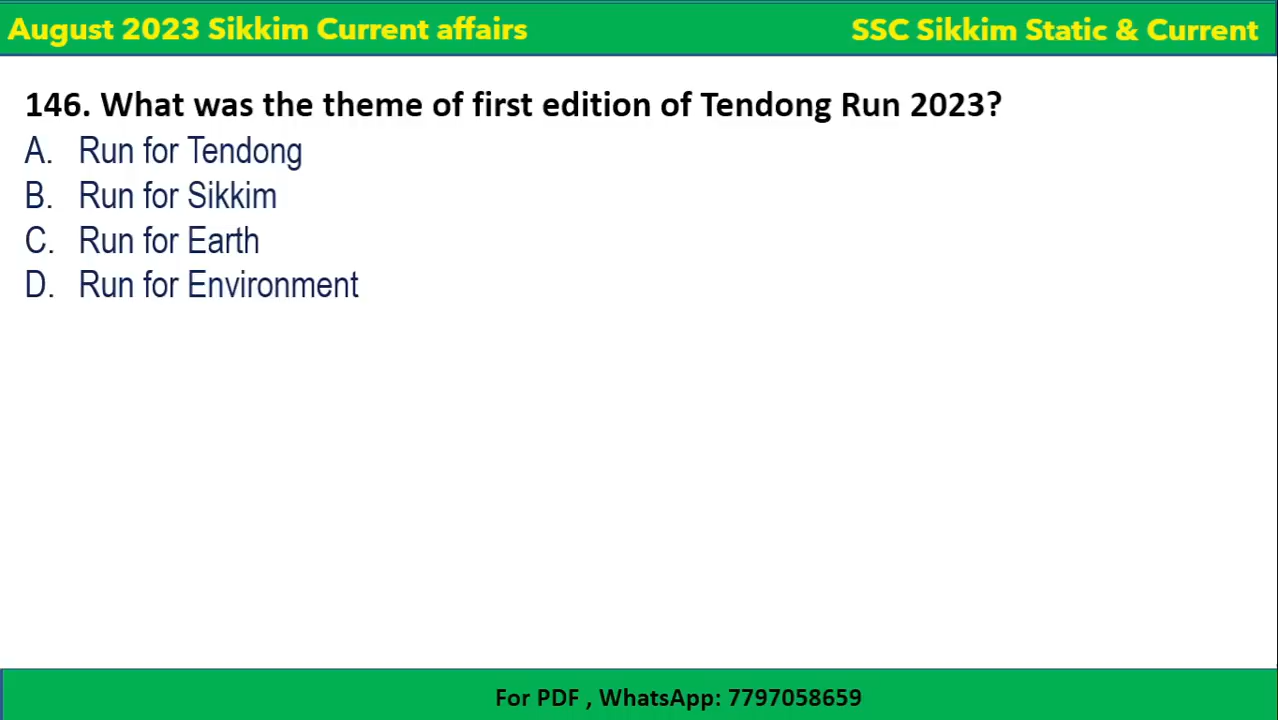 August 2023 Sikkim Current affairs
SSC Sikkim Static & Current
146. What was the theme of first edition of Tendong Run 2023?
A. Run for Tendong
B. Run for Sikkim
C. Run for Earth
D. Run for Environment
For PDF , WhatsApp: 7797058659